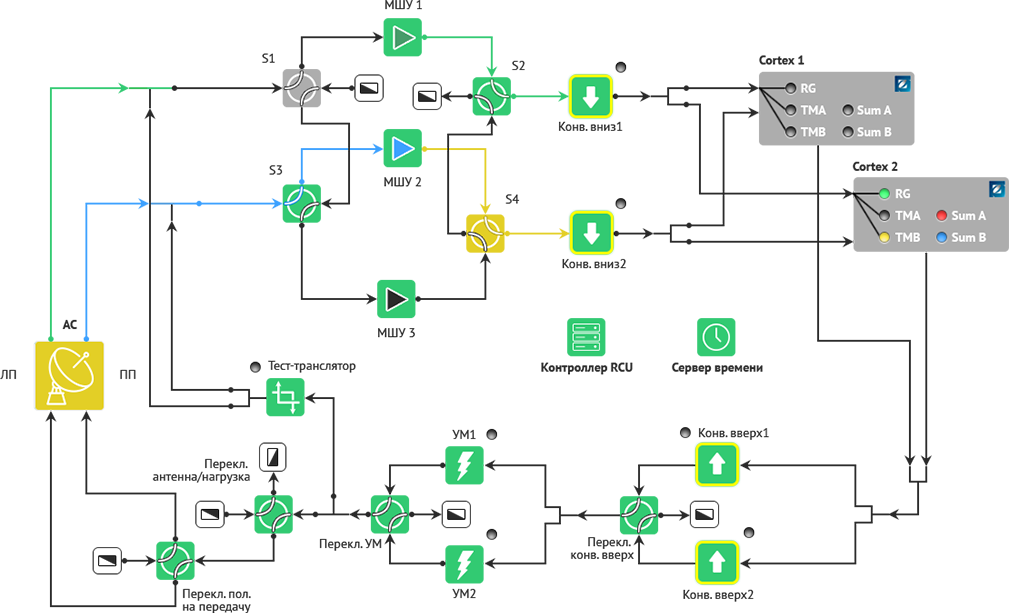 МШУ 1
S1
S2
Cortex 1
RG
TMA
Sum A
TMB
Sum B
Конв. вниз1
S3
МШУ 2
Cortex 2
RG
TMA
Sum A
TMB
Sum B
S4
Конв. вниз2
МШУ 3
АС
ЛП
ПП
Тест-транслятор
Контроллер RCU
Сервер времени
УМ1
Конв. вверх1
Перекл.
антенна/нагрузка
Перекл. УМ
Перекл.
конв. вверх
УМ2
Конв. вверх2
Перекл. пол.
на передачу